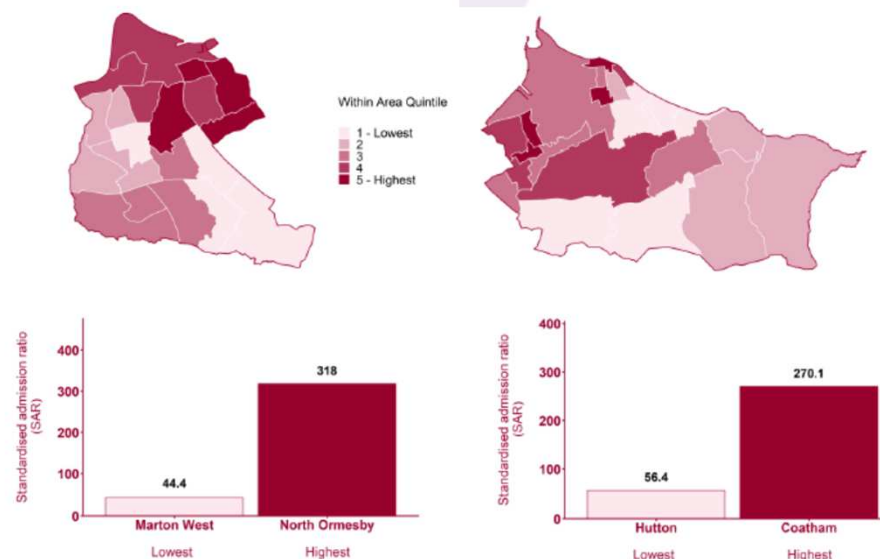 Within Area Quintile
1 - Lowest
2
3
4
5 - Highest
Standardised admission ratio
(SAR)
400
300
200
100
0
44.4
318
Marton West
North Ormesby
Lowest
Highest
Standardised admission ratio
(SAR)
400
300
200
100
0
56.4
270.1
Hutton
Coatham
Lowest
Highest